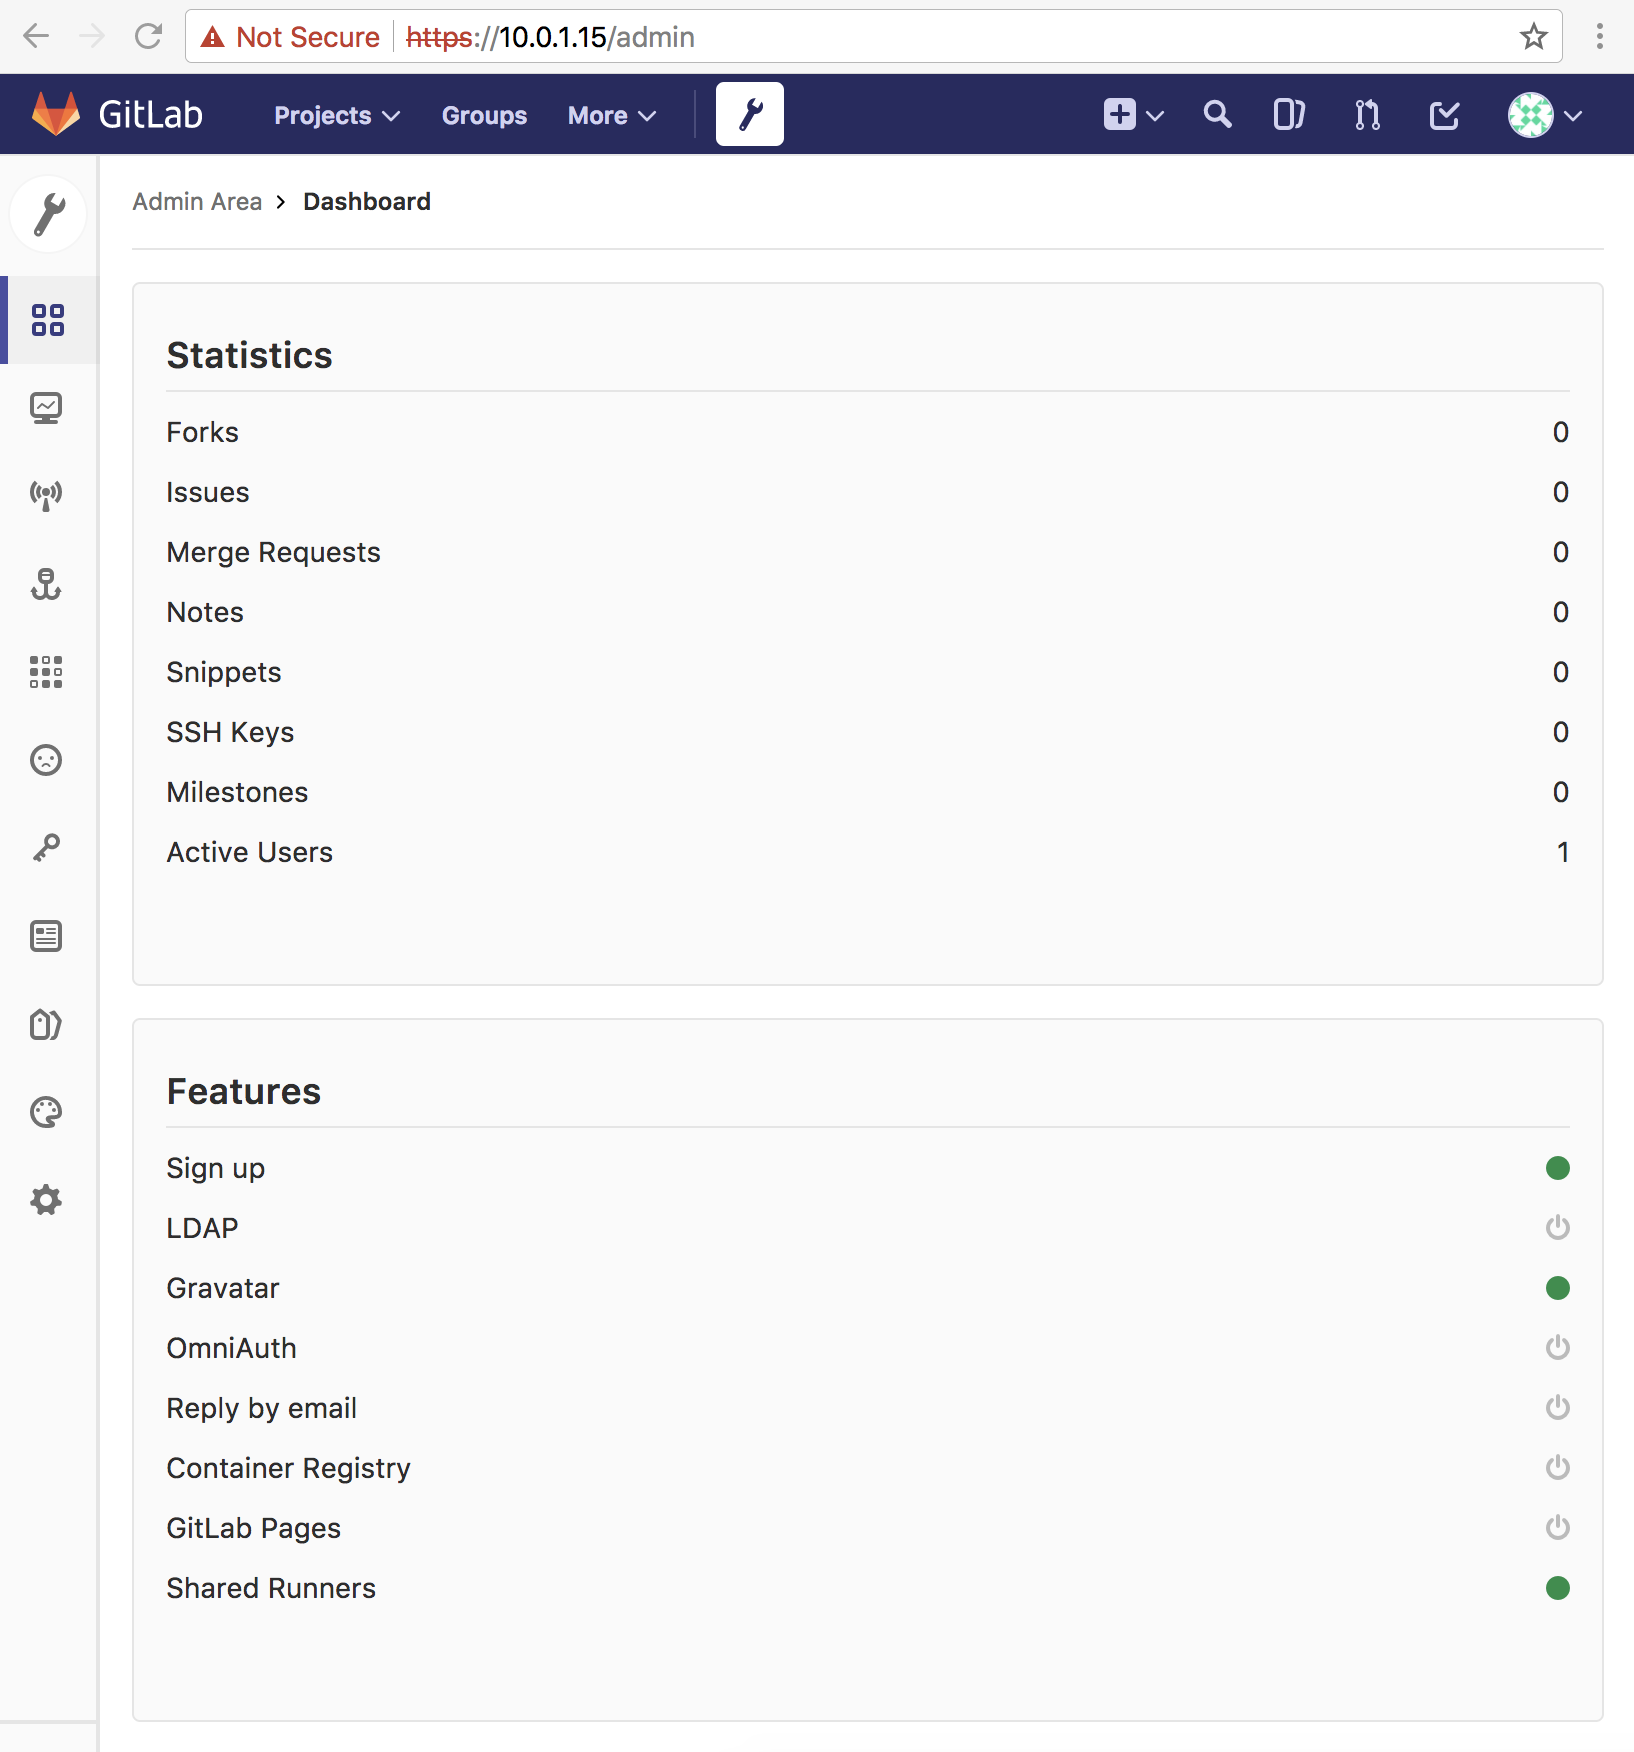 Not Secure https://10.0.1.15/admin
GitLab Projects Groups More
Admin Area > Dashboard
Statistics
Forks 0
Issues 0
Merge Requests 0
Notes 0
Snippets 0
SSH Keys 0
Milestones 0
Active Users 1
Features
Sign up
LDAP
Gravatar
OmniAuth
Reply by email
Container Registry
GitLab Pages
Shared Runners